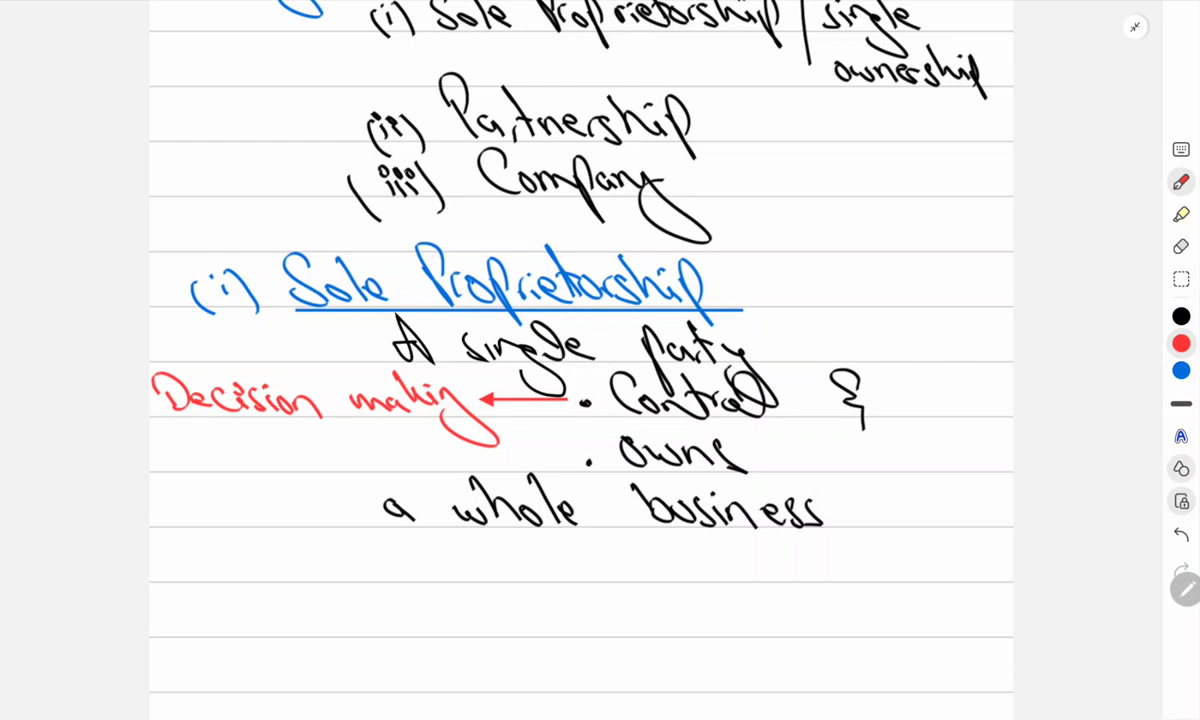 (i) Sole Proprietorship / single
ownership
(ii) Partnership
(iii) Company
(i) Sole Proprietorship
A single party
Decision making ← . Control &
. owns
a whole business